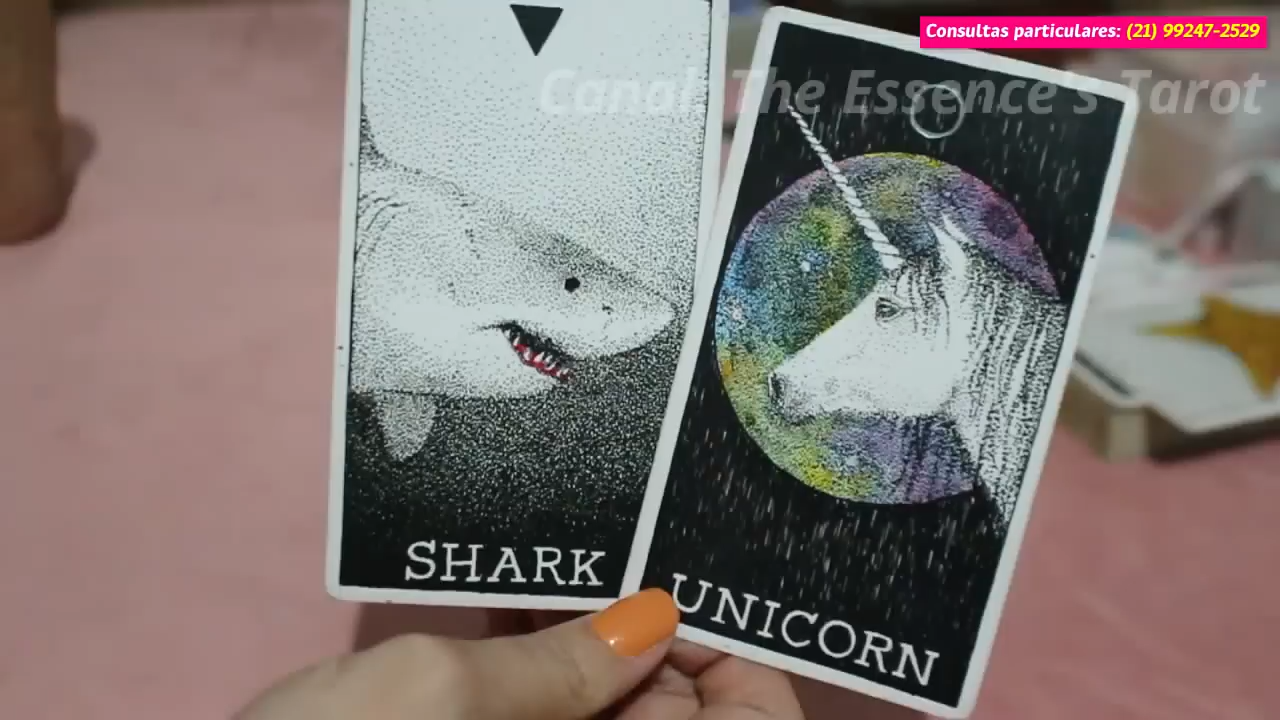 Consultas particulares: (21) 99247-2529
Canal: The Essence's Tarot
SHARK
UNICORN